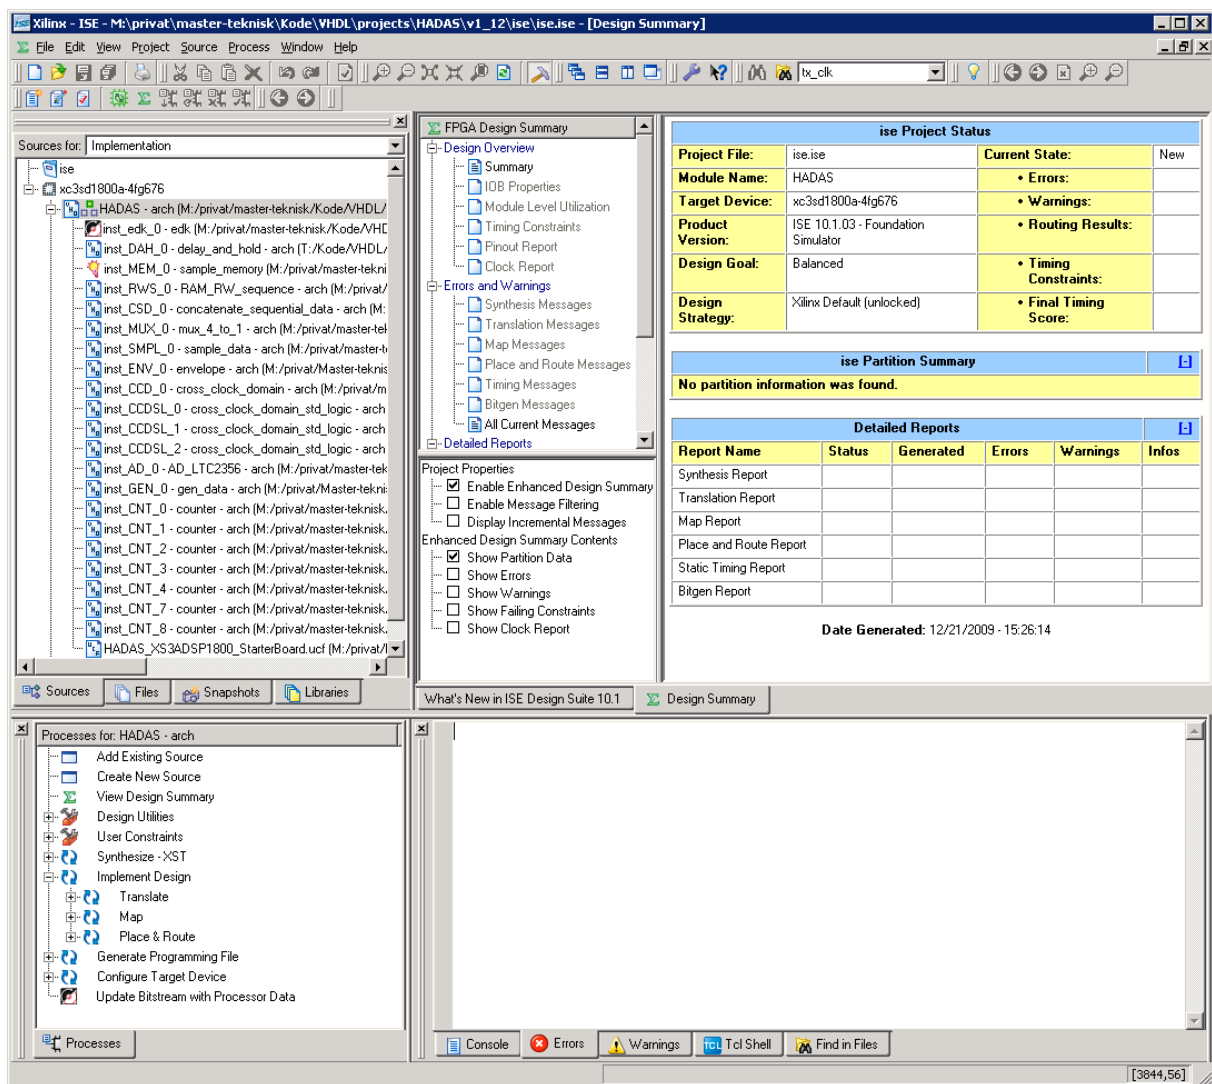 Xilinx - ISE - M:\privat\master-teknisk\Kode\VHDL\projects\HADAS\v1_12\ise\ise.ise - [Design Summary]
File Edit View Project Source Process Window Help
tx_clk
Sources for: Implementation
ise
xc3sd1800a-4fg676
HADAS - arch (M:/privat/master-teknisk/Kode/VHDL/
inst_edk_0 - edk (M:/privat/master-teknisk/Kode/VHD
inst_DAH_0 - delay_and_hold - arch (T:/Kode/VHDL/
inst_MEM_0 - sample_memory (M:/privat/master-tekni
inst_RWS_0 - RAM_RW_sequence - arch (M:/privat/
inst_CSD_0 - concatenate_sequential_data - arch (M:
inst_MUX_0 - mux_4_to_1 - arch (M:/privat/master-tek
inst_SMPL_0 - sample_data - arch (M:/privat/master-t
inst_ENV_0 - envelope - arch (M:/privat/master-teknis
inst_CCD_0 - cross_clock_domain - arch (M:/privat/m
inst_CCDSL_0 - cross_clock_domain_std_logic - arch
inst_CCDSL_1 - cross_clock_domain_std_logic - arch
inst_CCDSL_2 - cross_clock_domain_std_logic - arch
inst_AD_0 - AD_LTC2356 - arch (M:/privat/master-tek
inst_GEN_0 - gen_data - arch (M:/privat/Master-tekni
inst_CNT_0 - counter - arch (M:/privat/master-teknisk.
inst_CNT_1 - counter - arch (M:/privat/master-teknisk.
inst_CNT_2 - counter - arch (M:/privat/master-teknisk.
inst_CNT_3 - counter - arch (M:/privat/master-teknisk.
inst_CNT_4 - counter - arch (M:/privat/master-teknisk.
inst_CNT_7 - counter - arch (M:/privat/master-teknisk.
inst_CNT_8 - counter - arch (M:/privat/master-teknisk.
HADAS_XS3ADSP1800_StarterBoard.ucf (M:/privat/
Sources Files Snapshots Libraries
FPGA Design Summary
Design Overview
Summary
IOB Properties
Module Level Utilization
Timing Constraints
Pinout Report
Clock Report
Errors and Warnings
Synthesis Messages
Translation Messages
Map Messages
Place and Route Messages
Timing Messages
Bitgen Messages
All Current Messages
Detailed Reports
Project Properties
Enable Enhanced Design Summary
Enable Message Filtering
Display Incremental Messages
Enhanced Design Summary Contents
Show Partition Data
Show Errors
Show Warnings
Show Failing Constraints
Show Clock Report
ise Project Status
Project File: ise.ise Current State: New
Module Name: HADAS • Errors:
Target Device: xc3sd1800a-4fg676 • Warnings:
Product Version: ISE 10.1.03 - Foundation Simulator • Routing Results:
Design Goal: Balanced • Timing Constraints:
Design Strategy: Xilinx Default (unlocked) • Final Timing Score:
ise Partition Summary [-]
No partition information was found.
Detailed Reports [-]
Report Name Status Generated Errors Warnings Infos
Synthesis Report
Translation Report
Map Report
Place and Route Report
Static Timing Report
Bitgen Report
Date Generated: 12/21/2009 - 15:26:14
What's New in ISE Design Suite 10.1 Design Summary
Processes for: HADAS - arch
Add Existing Source
Create New Source
View Design Summary
Design Utilities
User Constraints
Synthesize - XST
Implement Design
Translate
Map
Place & Route
Generate Programming File
Configure Target Device
Update Bitstream with Processor Data
Processes
Console Errors Warnings TCL Tcl Shell Find in Files
[3844,56]